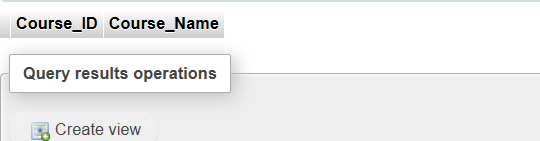 Course_ID Course_Name
Query results operations
Create view